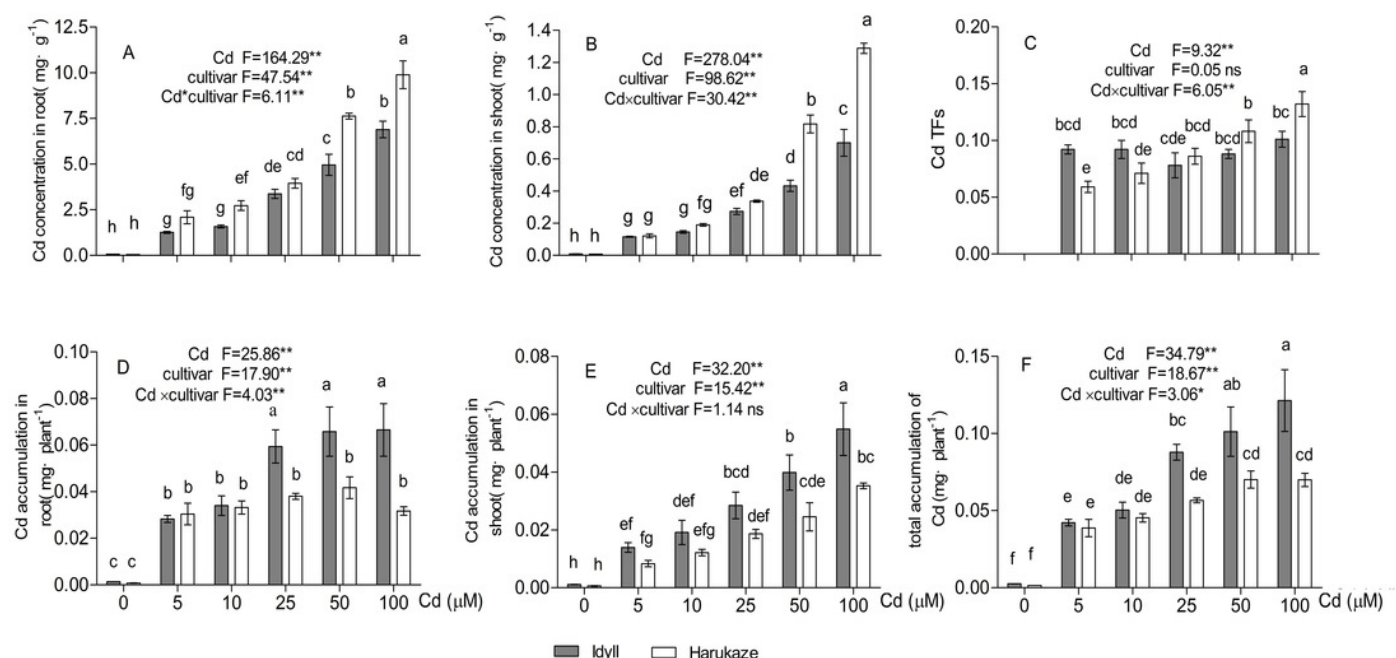 A
Cd F=164.29**
cultivar F=47.54**
Cd*cultivar F=6.11**
Cd concentration in root( mg· g⁻¹)
12.5
10.0
7.5
5.0
2.5
0.0
h h g fg g ef de cd c b b a
B
Cd F=278.04**
cultivar F=98.62**
Cd×cultivar F=30.42**
Cd concentration in shoot( mg· g⁻¹)
1.4
1.2
1.0
0.8
0.6
0.4
0.2
0.0
h h g g g fg ef de d b c a
C
Cd F=9.32**
cultivar F=0.05 ns
Cd×cultivar F=6.05**
Cd TFs
0.20
0.15
0.10
0.05
0.00
bcd e bcd de cde bcd bcd b bc a
D
Cd F=25.86**
cultivar F=17.90**
Cd ×cultivar F=4.03**
Cd accumulation in
root( mg· plant⁻¹)
0.10
0.08
0.06
0.04
0.02
0.00
c c b b b b a b a b a b
0 5 10 25 50 100 Cd (μM)
E
Cd F=32.20**
cultivar F=15.42**
Cd ×cultivar F=1.14 ns
Cd accumulation in
shoot( mg· plant⁻¹)
0.08
0.06
0.04
0.02
0.00
h h ef fg def efg bcd def b cde a bc
0 5 10 25 50 100 Cd (μM)
F
Cd F=34.79**
cultivar F=18.67**
Cd ×cultivar F=3.06*
total accumulation of
Cd (mg· plant⁻¹)
0.15
0.10
0.05
0.00
f f e e de de bc de ab cd a cd
0 5 10 25 50 100 Cd (μM)
Idyll Harukaze